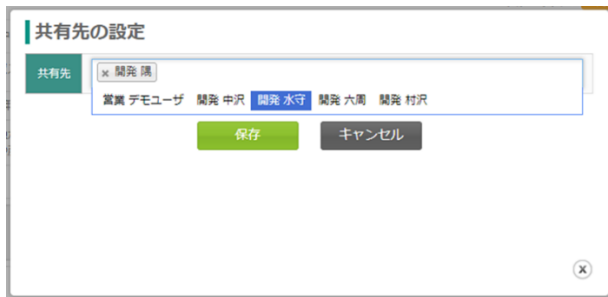 共有先の設定
共有先
× 開発 隅
営業 デモユーザ 開発 中沢 開発 水守 開発 六周 開発 村沢
保存 キャンセル
x